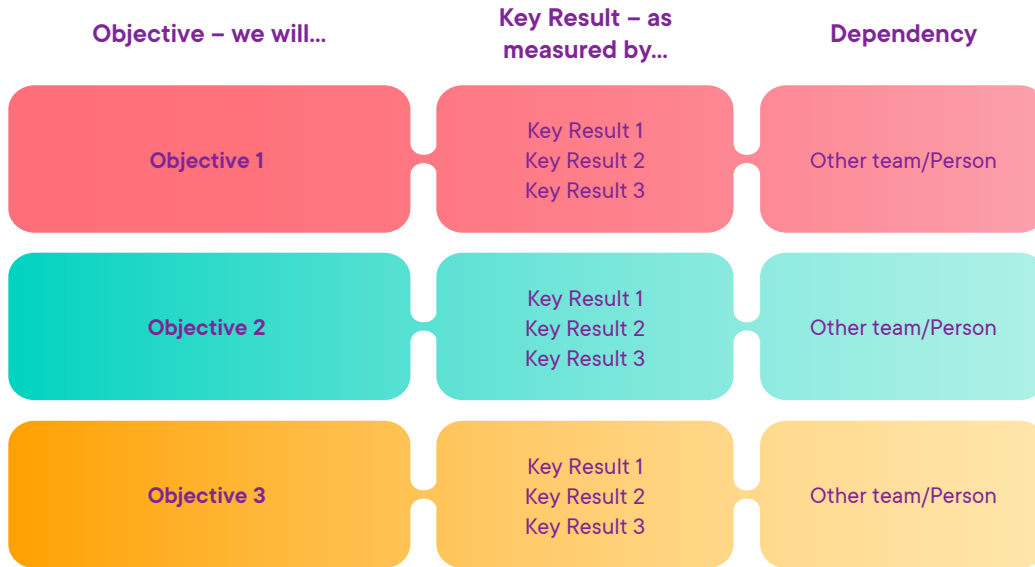 Objective – we will...
Key Result – as
measured by...
Dependency
Objective 1
Key Result 1
Key Result 2
Key Result 3
Other team/Person
Objective 2
Key Result 1
Key Result 2
Key Result 3
Other team/Person
Objective 3
Key Result 1
Key Result 2
Key Result 3
Other team/Person